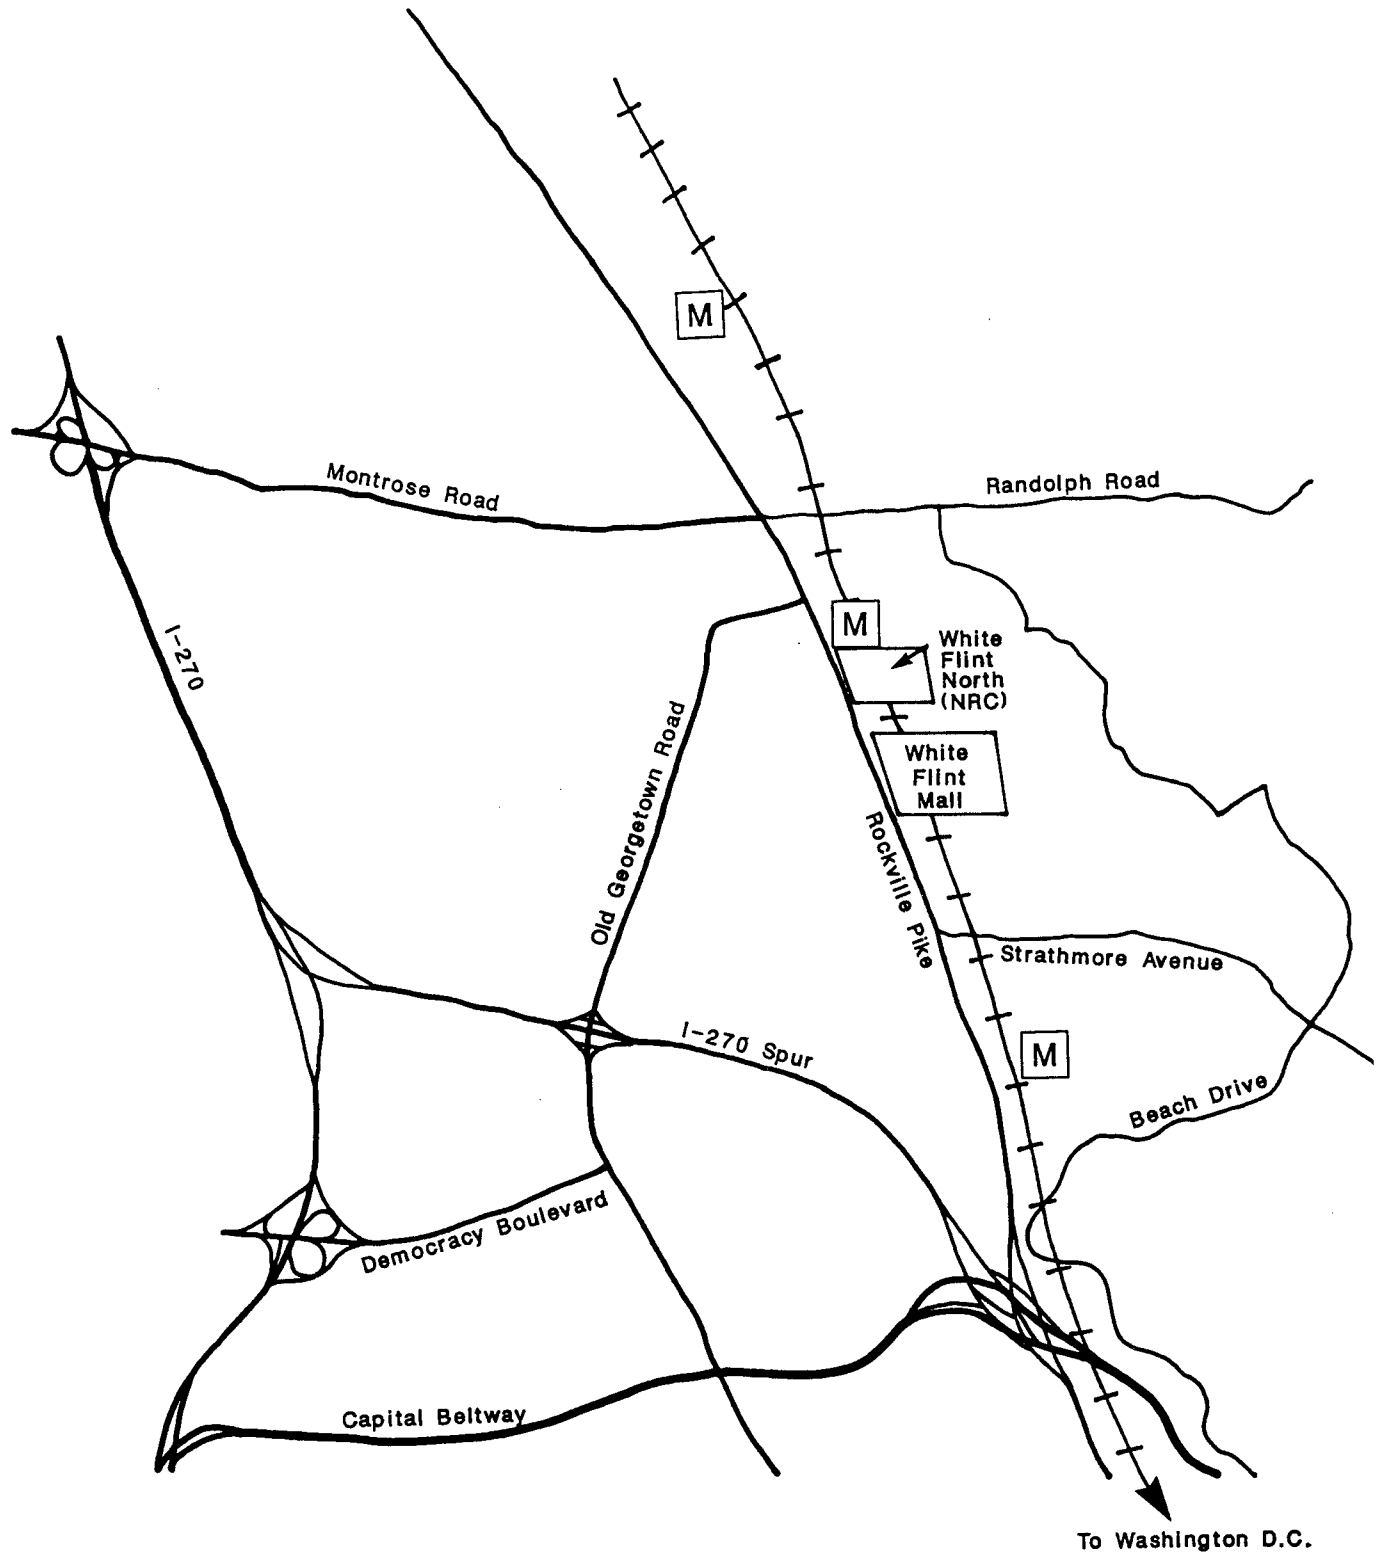 M
Montrose Road
Randolph Road
I-270
M
White
Flint
North
(NRC)
White
Flint
Mall
Old Georgetown Road
Rockville Pike
Strathmore Avenue
I-270 Spur
M
Beach Drive
Democracy Boulevard
Capital Beltway
To Washington D.C.